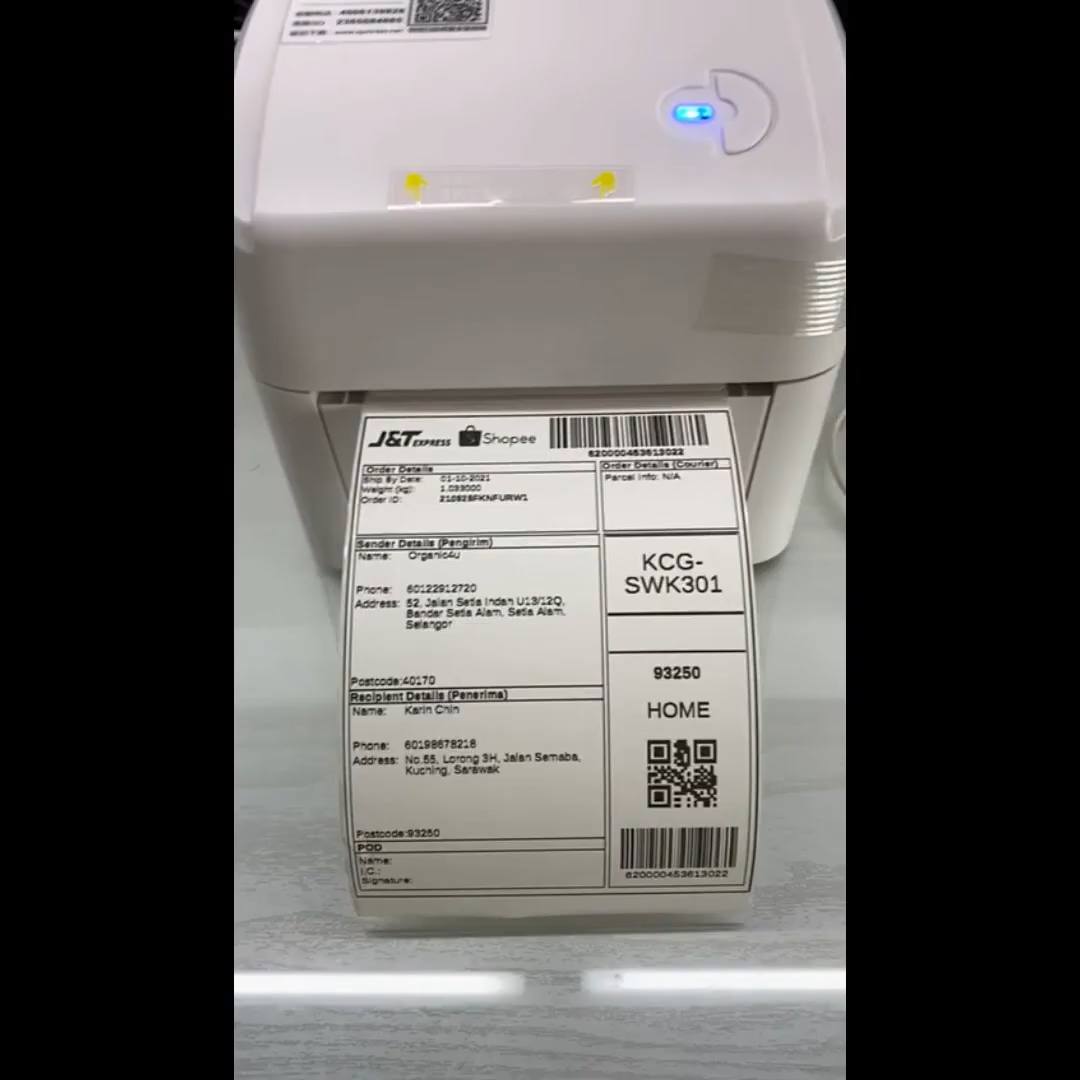 J&T EXPRESS Shopee
620000453613022
Order Details
Ship By Date: 01-10-2021
Weight (kg): 1.033000
Order ID: 210928FKNFURW1
Order Details (Courier)
Parcel Info: N/A
KCG-
SWK301
Sender Details (Pengirim)
Name: Organic4u
Phone: 60122912720
Address: 52, Jalan Setia Indah U13/12Q,
Bandar Setia Alam, Setia Alam,
Selangor
Postcode:40170
93250
HOME
Recipient Details (Penerima)
Name: Karin Chin
Phone: 60198678218
Address: No.55, Lorong 3H, Jalan Semaba,
Kuching, Sarawak
Postcode:93250
POD
Name:
I.C.:
Signature:
620000453613022